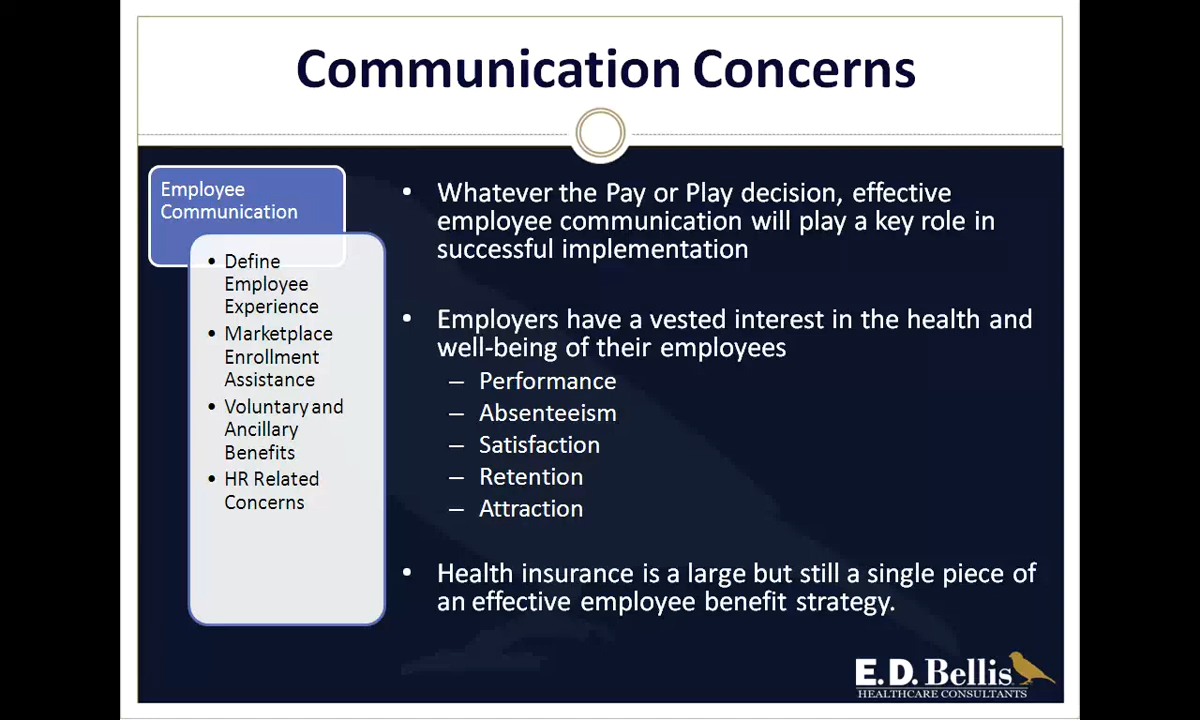 Communication Concerns
Employee
Communication
• Define
Employee
Experience
• Marketplace
Enrollment
Assistance
• Voluntary and
Ancillary
Benefits
• HR Related
Concerns
• Whatever the Pay or Play decision, effective
employee communication will play a key role in
successful implementation
• Employers have a vested interest in the health and
well-being of their employees
– Performance
– Absenteeism
– Satisfaction
– Retention
– Attraction
• Health insurance is a large but still a single piece of
an effective employee benefit strategy.
E.D. Bellis
HEALTHCARE CONSULTANTS